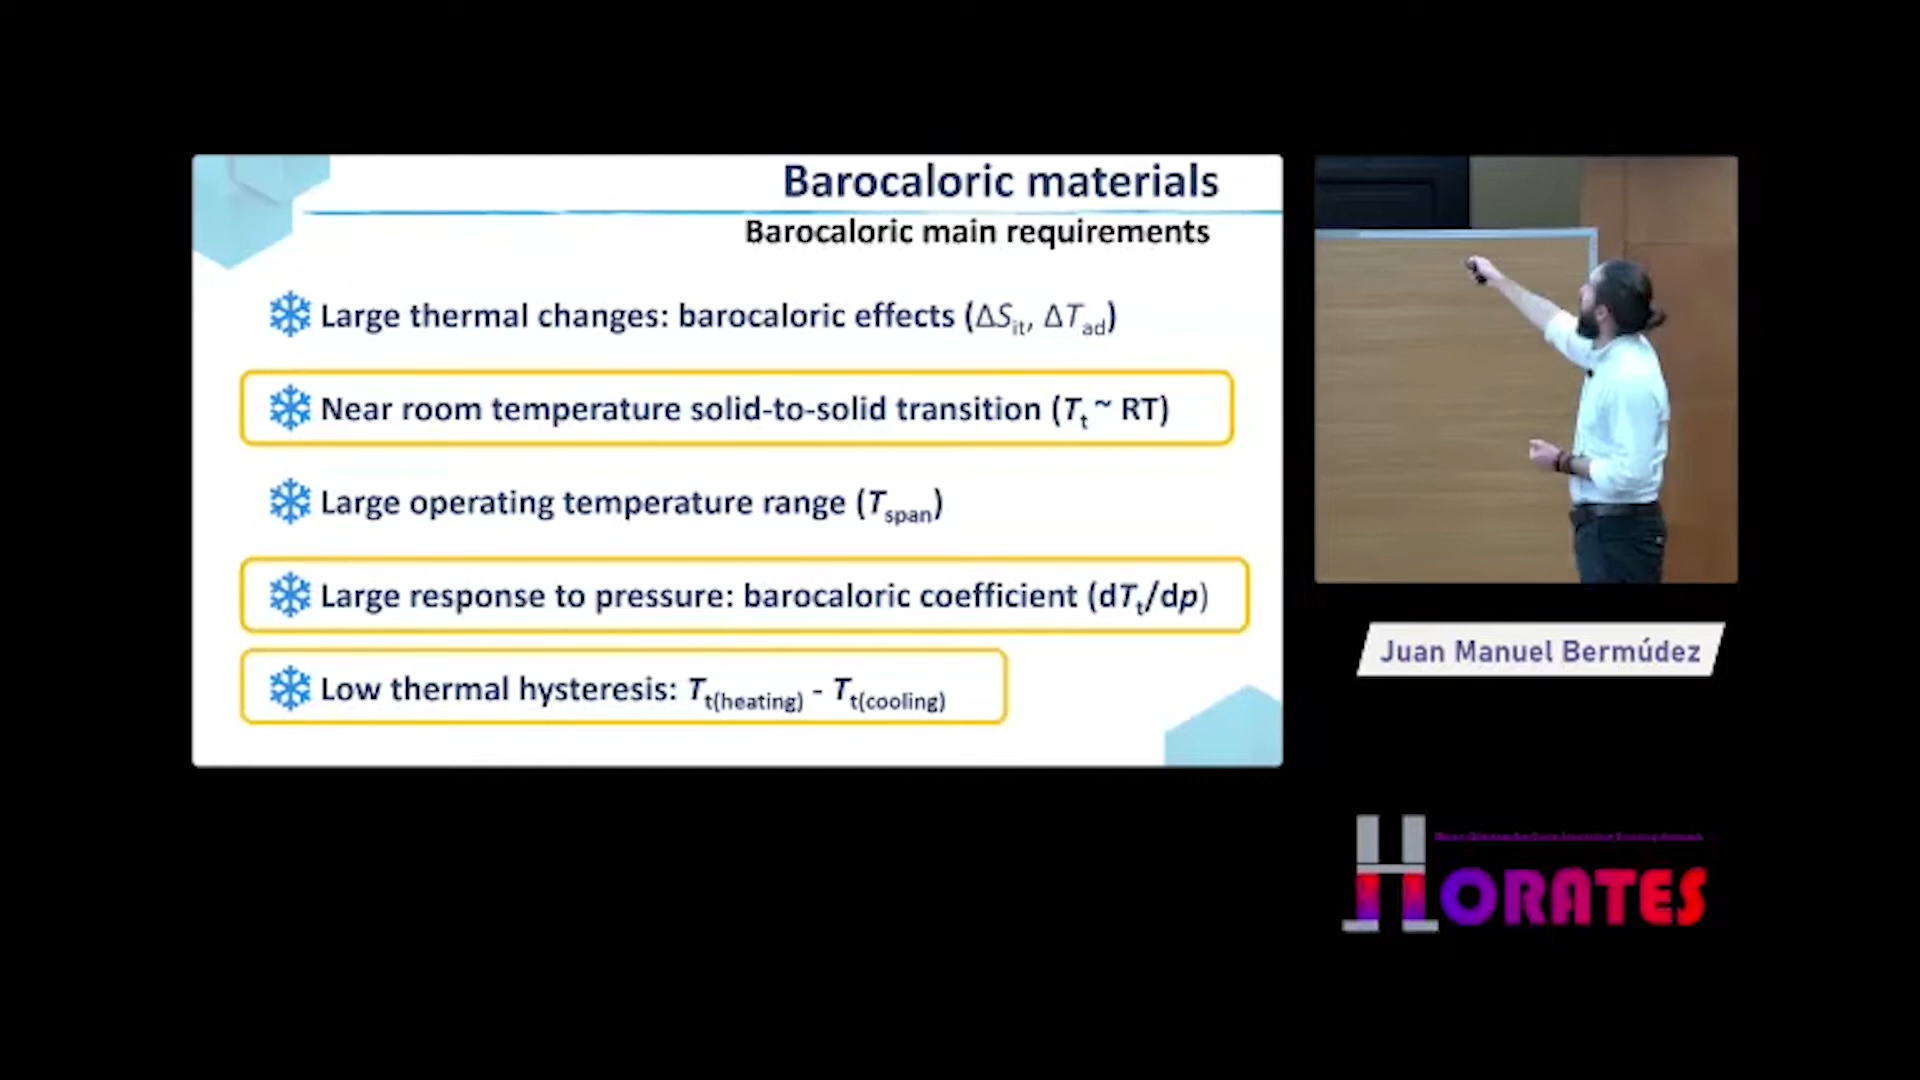 Barocaloric materials
Barocaloric main requirements
Large thermal changes: barocaloric effects (ΔSit, ΔTad)
Near room temperature solid-to-solid transition (Tt ~ RT)
Large operating temperature range (Tspan)
Large response to pressure: barocaloric coefficient (dTt/dp)
Low thermal hysteresis: Tt(heating) - Tt(cooling)
Juan Manuel Bermúdez
HORATES